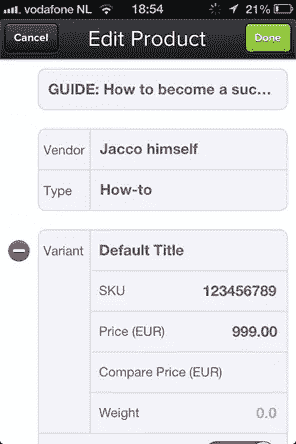 vodafone NL 18:54 21%
Cancel Edit Product Done
GUIDE: How to become a suc...
Vendor Jacco himself
Type How-to
Variant Default Title
SKU 123456789
Price (EUR) 999.00
Compare Price (EUR)
Weight 0.0